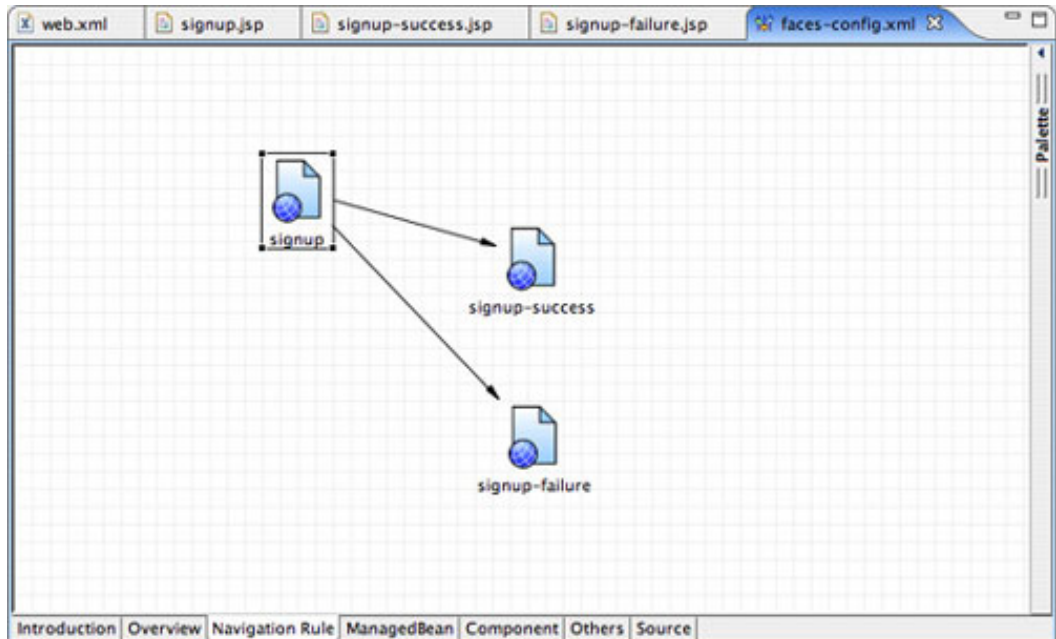 web.xml
signup.jsp
signup-success.jsp
signup-failure.jsp
faces-config.xml
Palette
signup
signup-success
signup-failure
Introduction
Overview
Navigation Rule
ManagedBean
Component
Others
Source